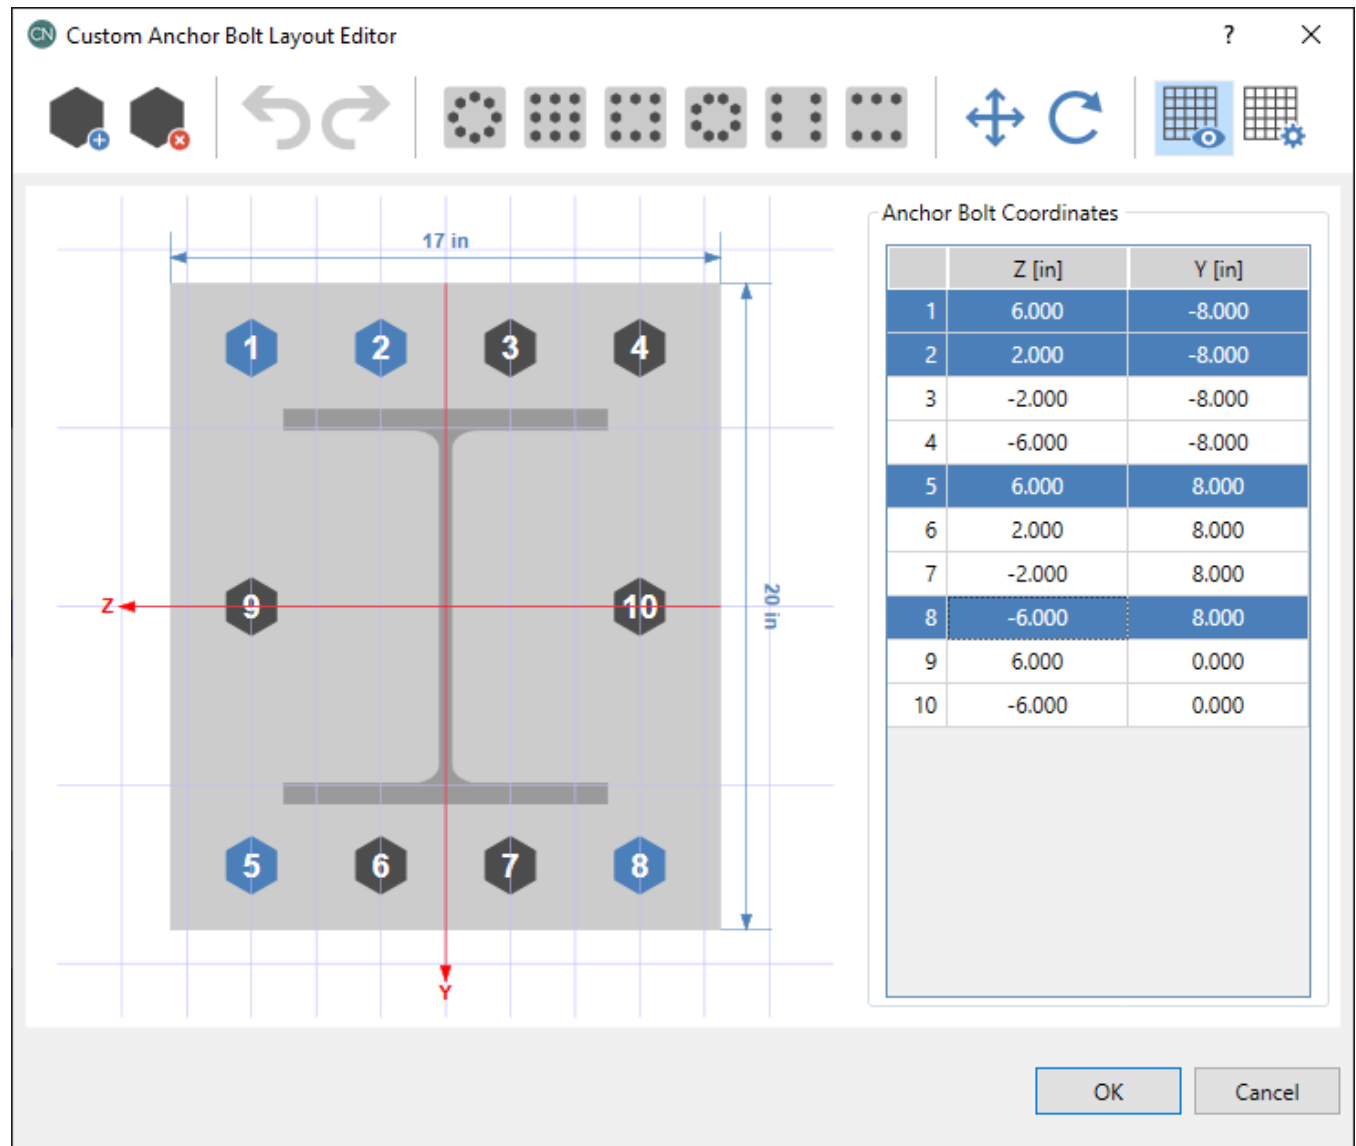 CN Custom Anchor Bolt Layout Editor ?
17 in
1 2 3 4
Z 9 10
20 in
5 6 7 8
Y
Anchor Bolt Coordinates
Z [in] Y [in]
1 6.000 -8.000
2 2.000 -8.000
3 -2.000 -8.000
4 -6.000 -8.000
5 6.000 8.000
6 2.000 8.000
7 -2.000 8.000
8 -6.000 8.000
9 6.000 0.000
10 -6.000 0.000
OK Cancel